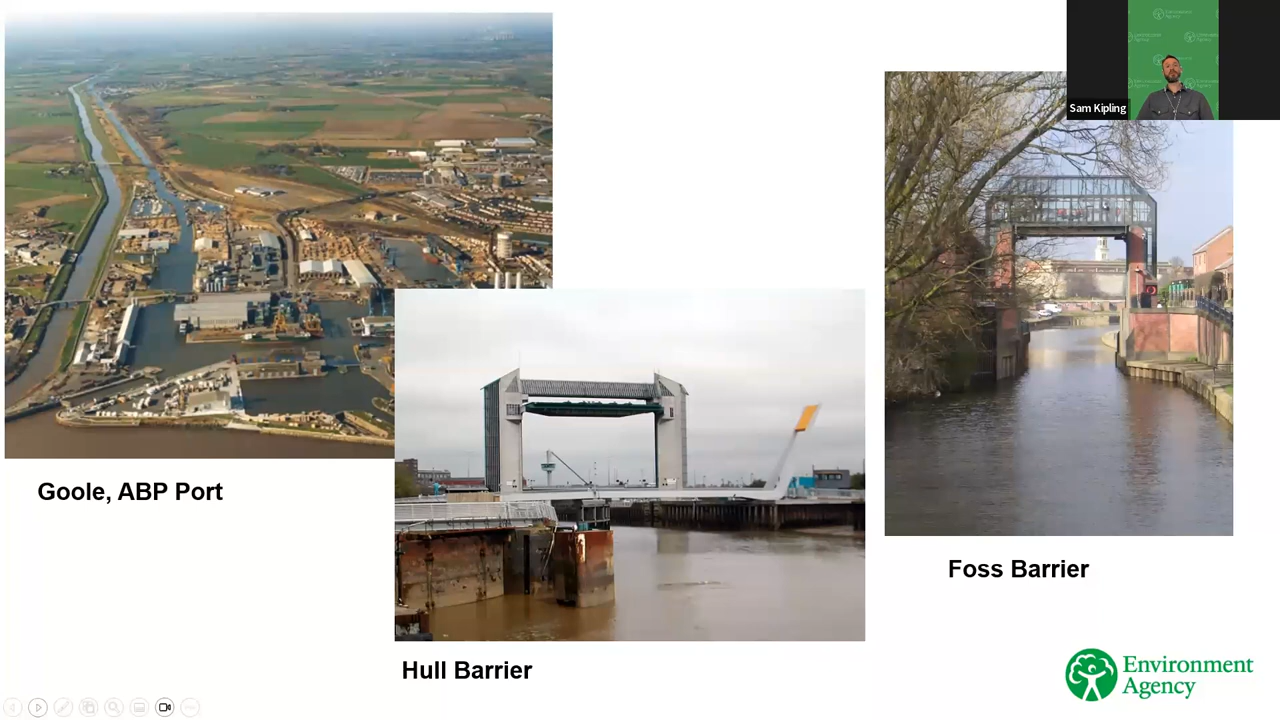 Sam Kipling
Goole, ABP Port
Hull Barrier
Foss Barrier
Environment
Agency